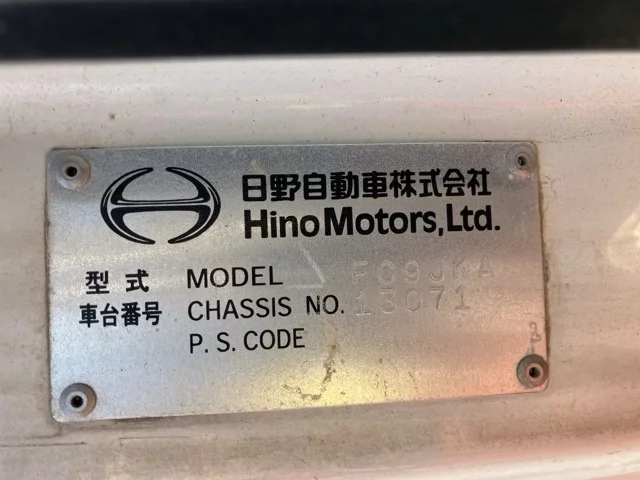 日野自動車株式会社
Hino Motors, Ltd.
型式 MODEL FC9JKA
車台番号 CHASSIS NO. 13071
P. S. CODE